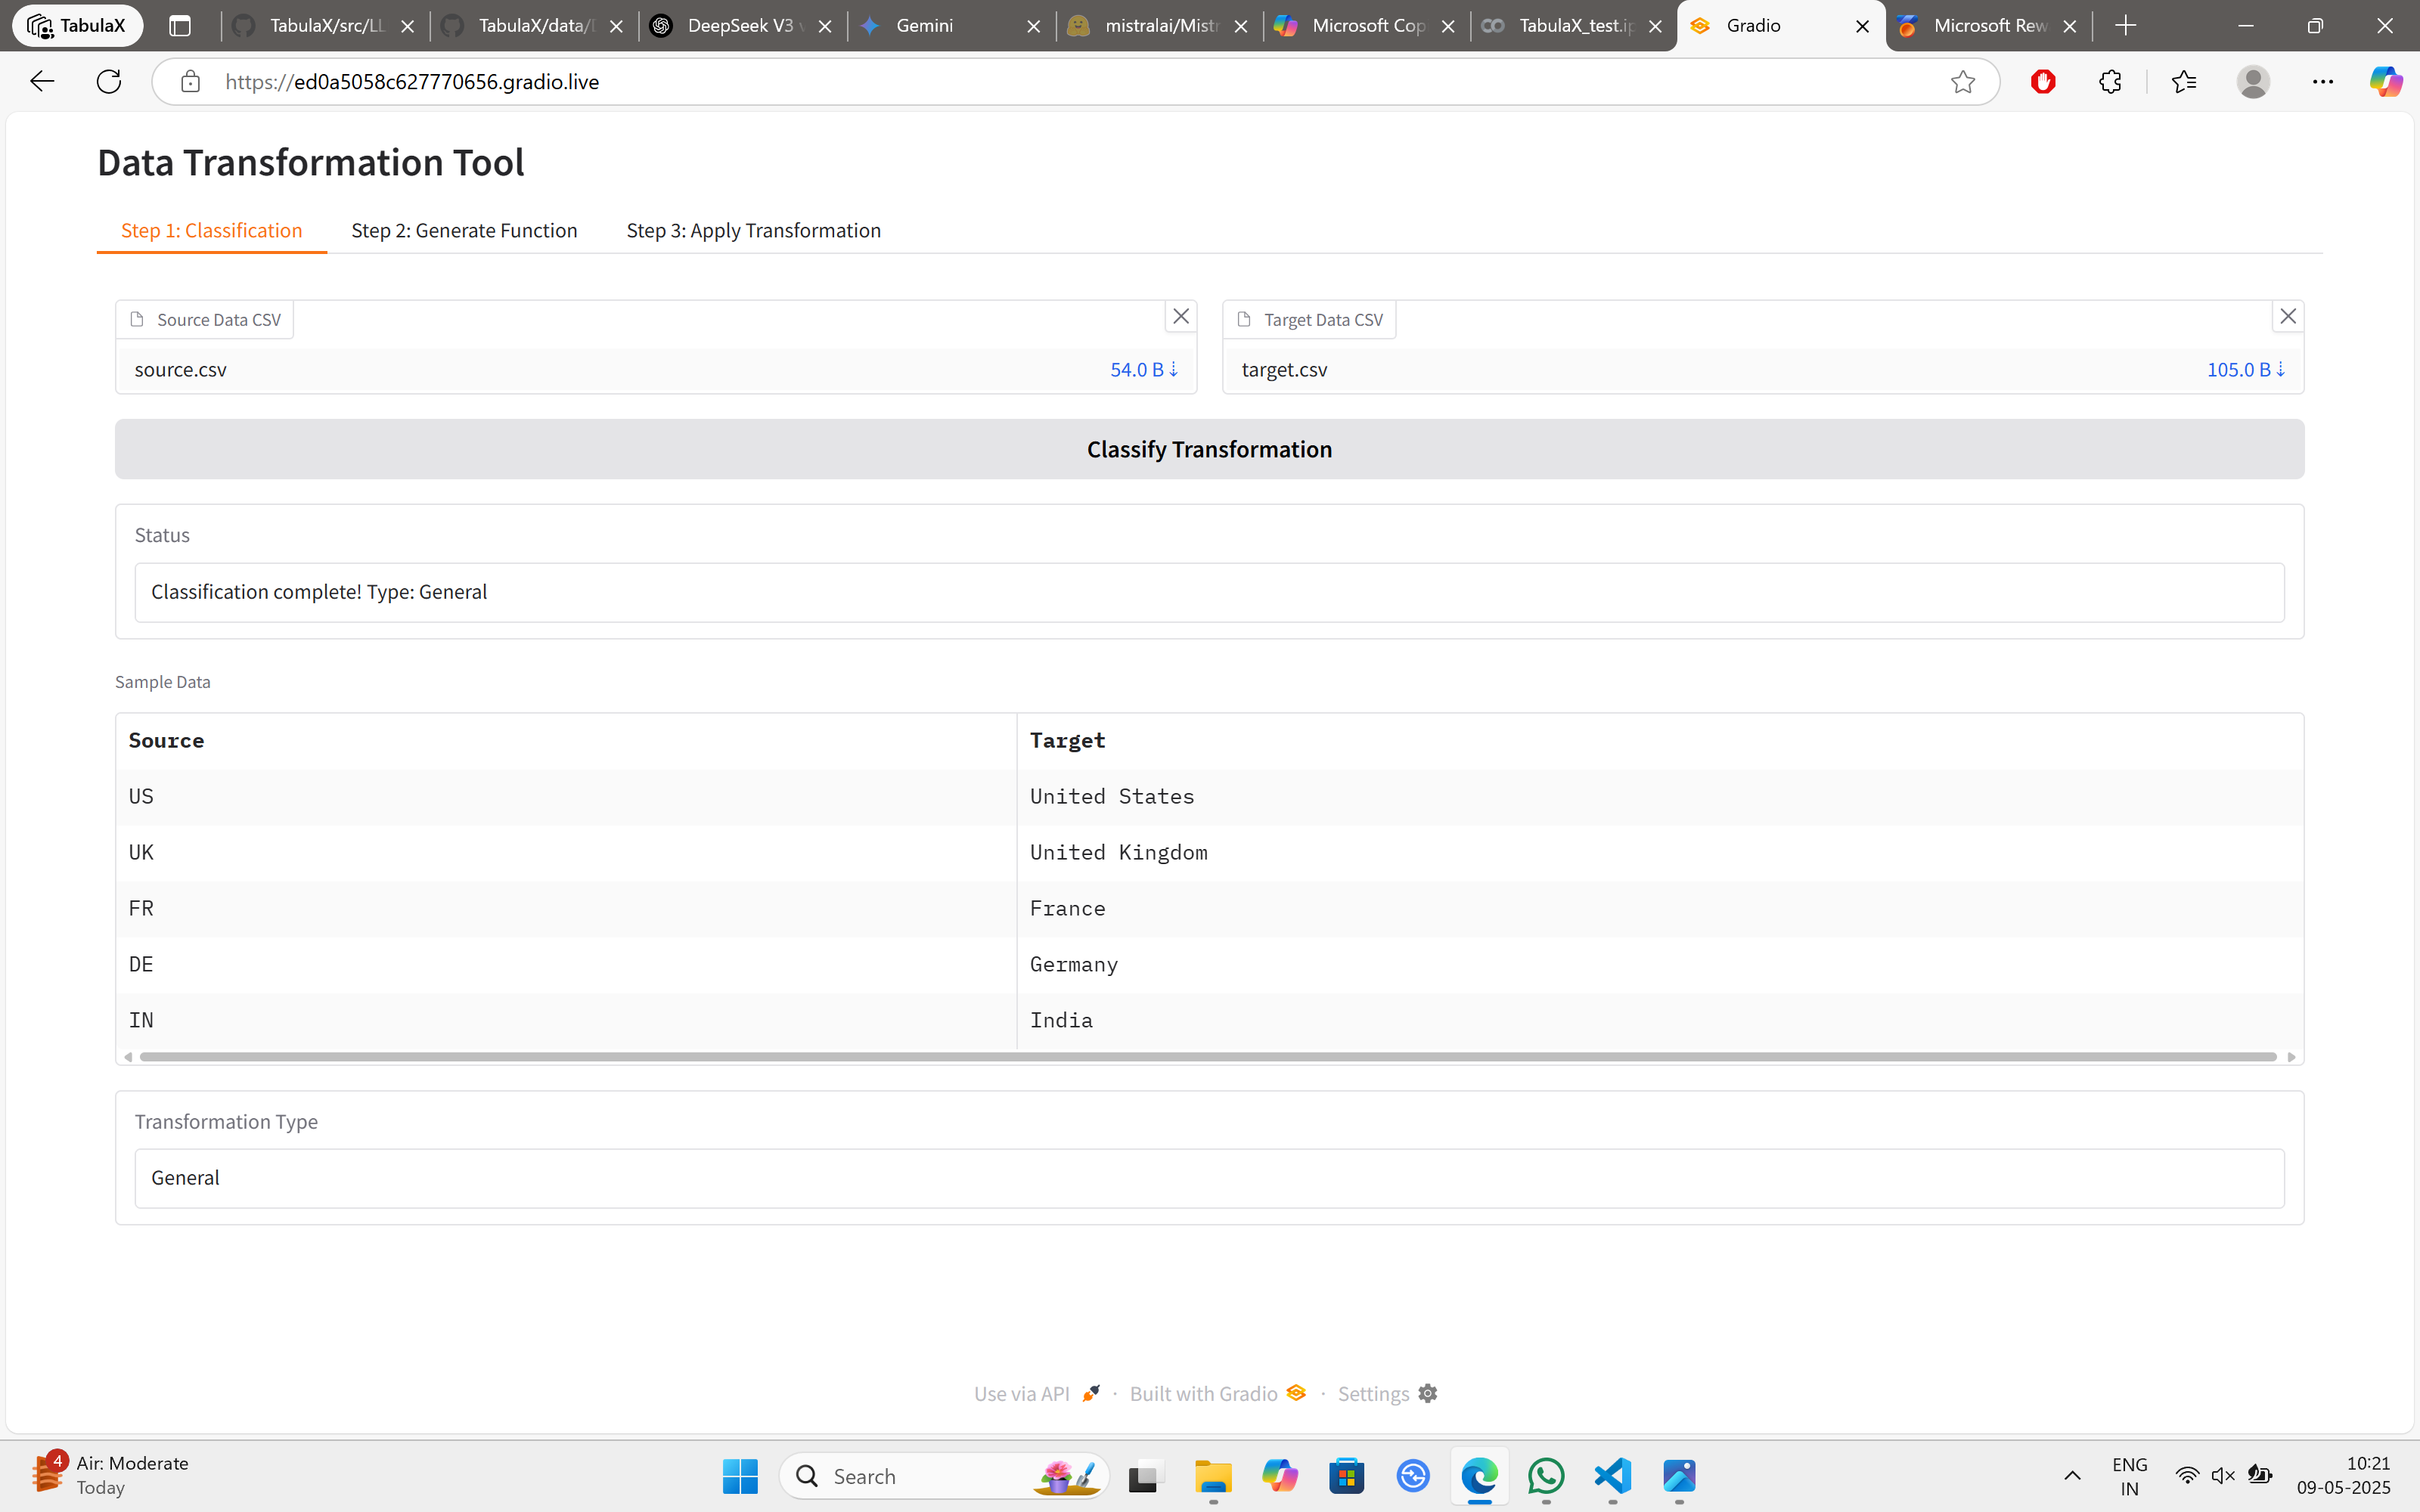 TabulaX
TabulaX/src/LL
TabulaX/data/
DeepSeek V3
Gemini
mistralai/Mistr
Microsoft Cop
TabulaX_test.ip
Gradio
Microsoft Rew
https://ed0a5058c627770656.gradio.live
Data Transformation Tool
Step 1: Classification
Step 2: Generate Function
Step 3: Apply Transformation
Source Data CSV
Target Data CSV
source.csv
54.0 B ⇣
target.csv
105.0 B ⇣
Classify Transformation
Status
Classification complete! Type: General
Sample Data
Source
Target
US
United States
UK
United Kingdom
FR
France
DE
Germany
IN
India
Transformation Type
General
Use via API · Built with Gradio · Settings
4
Air: Moderate
Today
Search
ENG
IN
10:21
09-05-2025